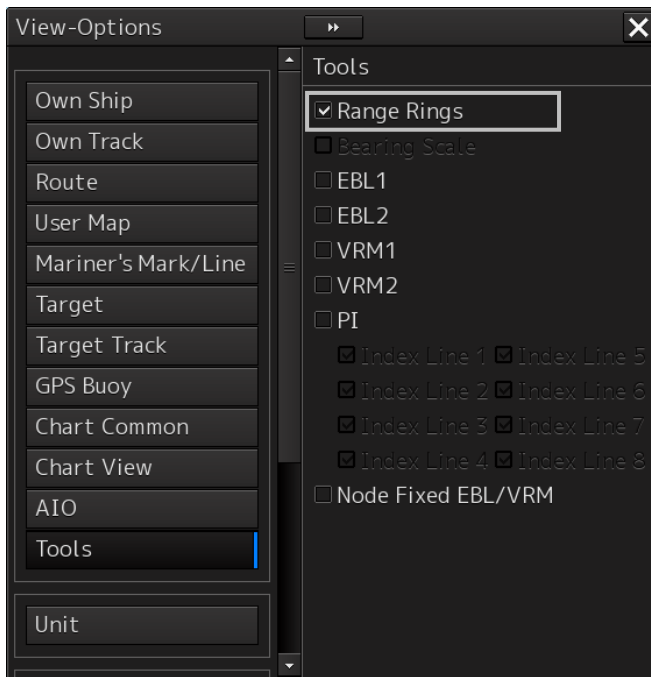 View-Options
Own Ship
Own Track
Route
User Map
Mariner's Mark/Line
Target
Target Track
GPS Buoy
Chart Common
Chart View
AIO
Tools
Unit
Tools
Range Rings
Bearing Scale
EBL1
EBL2
VRM1
VRM2
PI
Index Line 1 Index Line 5
Index Line 2 Index Line 6
Index Line 3 Index Line 7
Index Line 4 Index Line 8
Node Fixed EBL/VRM